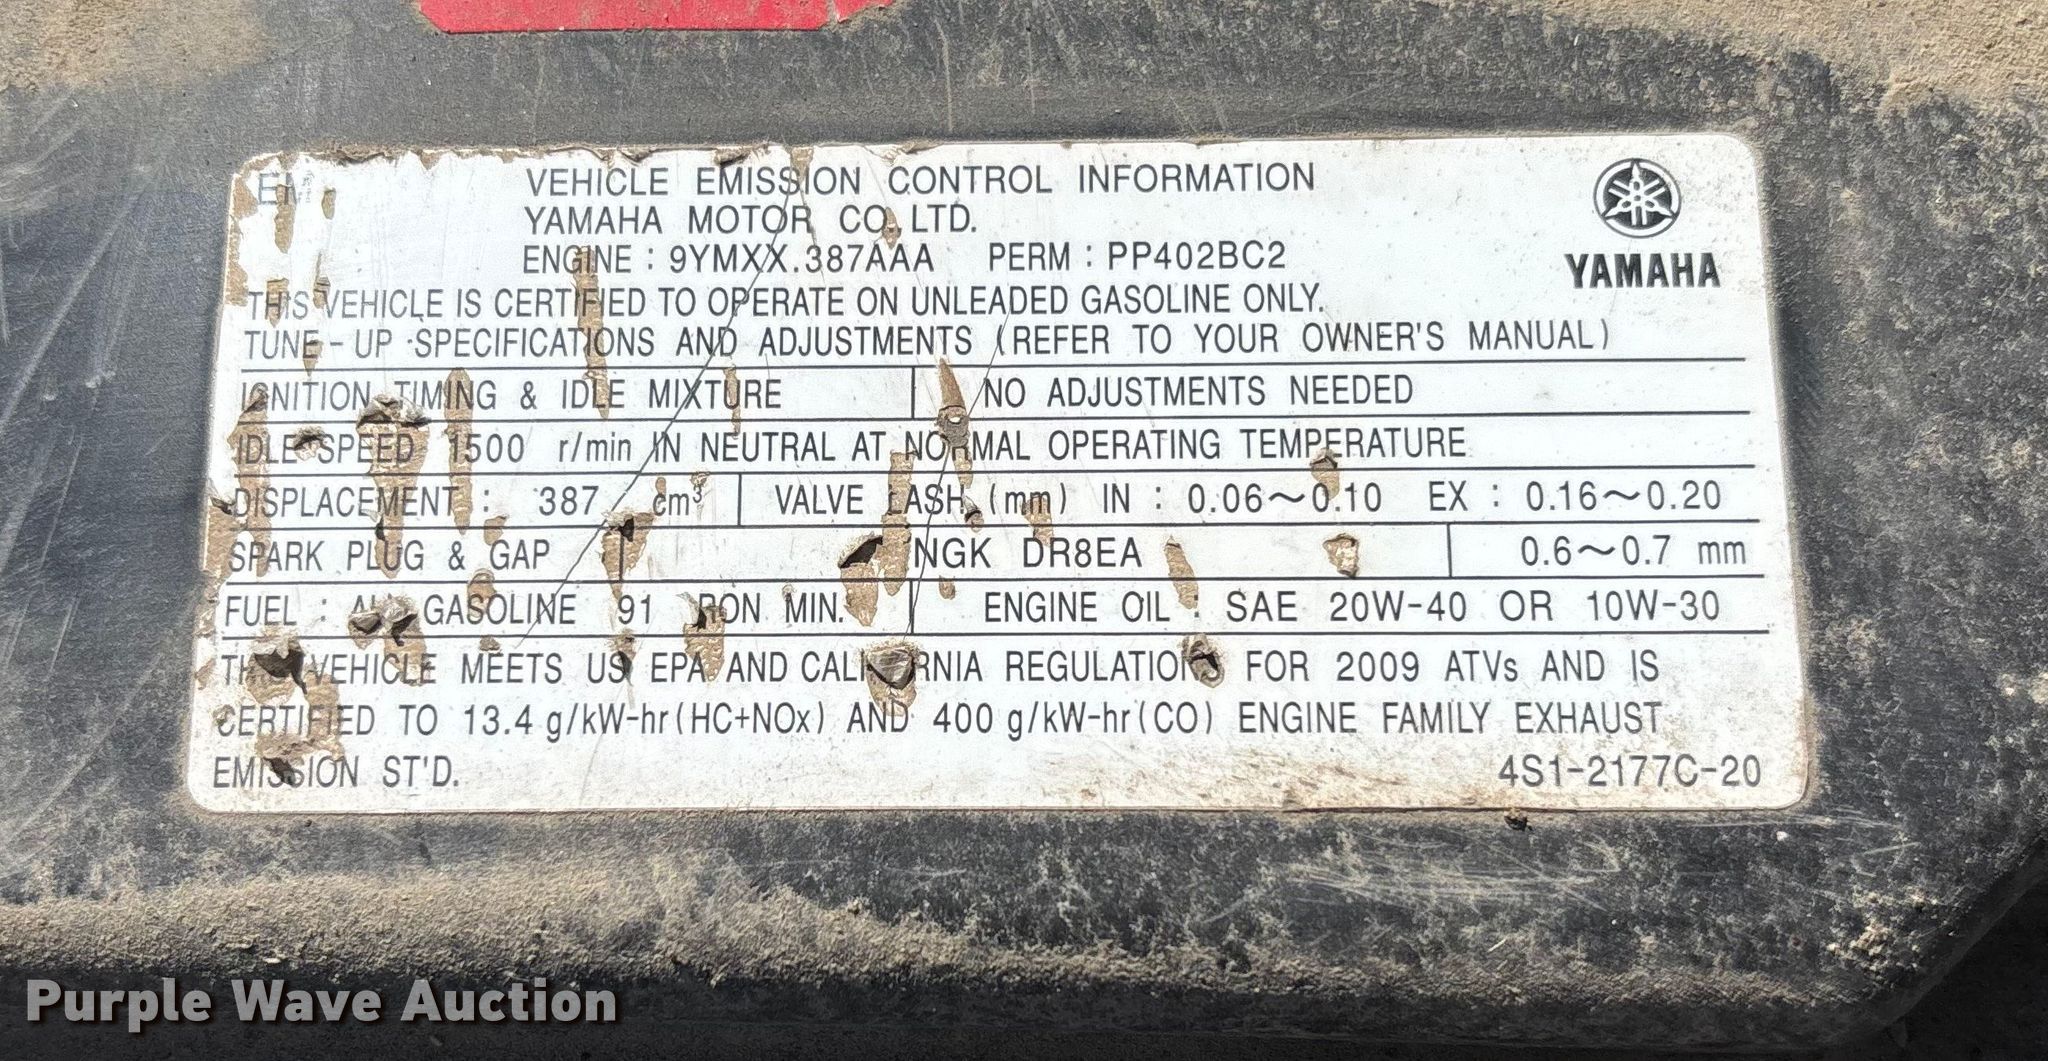 EM
VEHICLE EMISSION CONTROL INFORMATION
YAMAHA MOTOR CO.,LTD.
ENGINE : 9YMXX.387AAA PERM : PP402BC2
YAMAHA
THIS VEHICLE IS CERTIFIED TO OPERATE ON UNLEADED GASOLINE ONLY.
TUNE-UP SPECIFICATIONS AND ADJUSTMENTS (REFER TO YOUR OWNER'S MANUAL)
IGNITION TIMING & IDLE MIXTURE NO ADJUSTMENTS NEEDED
IDLE SPEED 1500 r/min IN NEUTRAL AT NORMAL OPERATING TEMPERATURE
DISPLACEMENT : 387 cm³ VALVE LASH (mm) IN : 0.06~0.10 EX : 0.16~0.20
SPARK PLUG & GAP NGK DR8EA 0.6~0.7 mm
FUEL : GASOLINE 91 RON MIN. ENGINE OIL : SAE 20W-40 OR 10W-30
THIS VEHICLE MEETS US EPA AND CALIFORNIA REGULATIONS FOR 2009 ATVs AND IS
CERTIFIED TO 13.4 g/kW-hr(HC+NOx) AND 400 g/kW-hr(CO) ENGINE FAMILY EXHAUST
EMISSION ST'D. 4S1-2177C-20
Purple Wave Auction